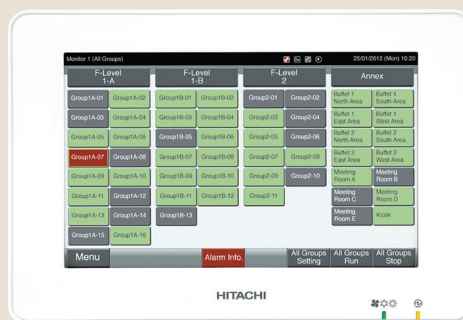 Monitor 1 (All Groups) 25/01/2012 (Mon) 10:20
F-Level
1-A
F-Level
1-B
F-Level
2
Annex
Group1A-01 Group1A-02 Group1B-01 Group1B-02 Group2-01 Group2-02 Buffet 1 North Area Buffet 1 South Area
Group1A-03 Group1A-04 Group1B-03 Group1B-04 Group2-03 Group2-04 Buffet 1 East Area Buffet 1 West Area
Group1A-05 Group1A-06 Group1B-05 Group1B-06 Group2-05 Group2-06 Buffet 2 North Area Buffet 2 South Area
Group1A-07 Group1A-08 Group1B-07 Group1B-08 Group2-07 Group2-08 Buffet 2 East Area Buffet 2 West Area
Group1A-09 Group1A-10 Group1B-09 Group1B-10 Group2-09 Group2-10 Meeting Room A Meeting Room B
Group1A-11 Group1A-12 Group1B-11 Group1B-12 Group2-11 Meeting Room C Meeting Room D
Group1A-13 Group1A-14 Group1B-13 Meeting Room E Kiosk
Group1A-15 Group1A-16
Menu Alarm Info. All Groups Setting All Groups Run All Groups Stop
HITACHI